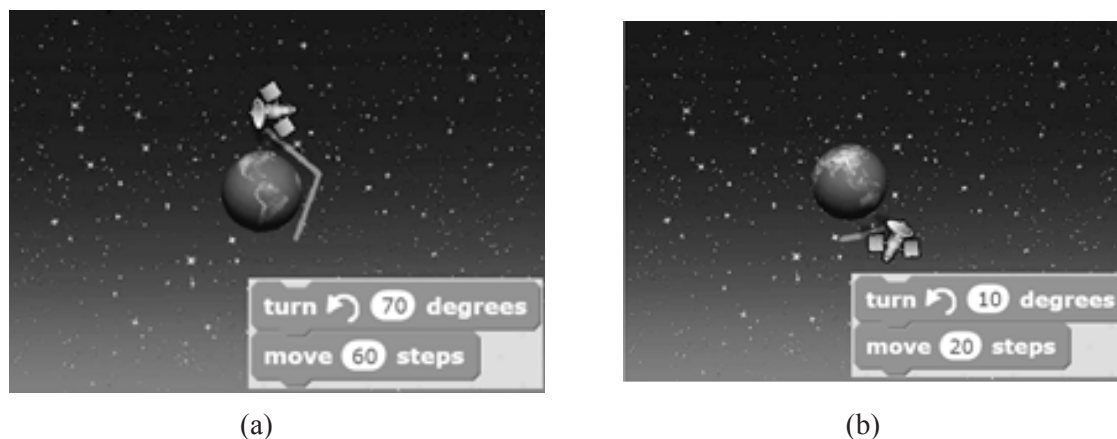 turn 70 degrees
move 60 steps
(a)
turn 10 degrees
move 20 steps
(b)